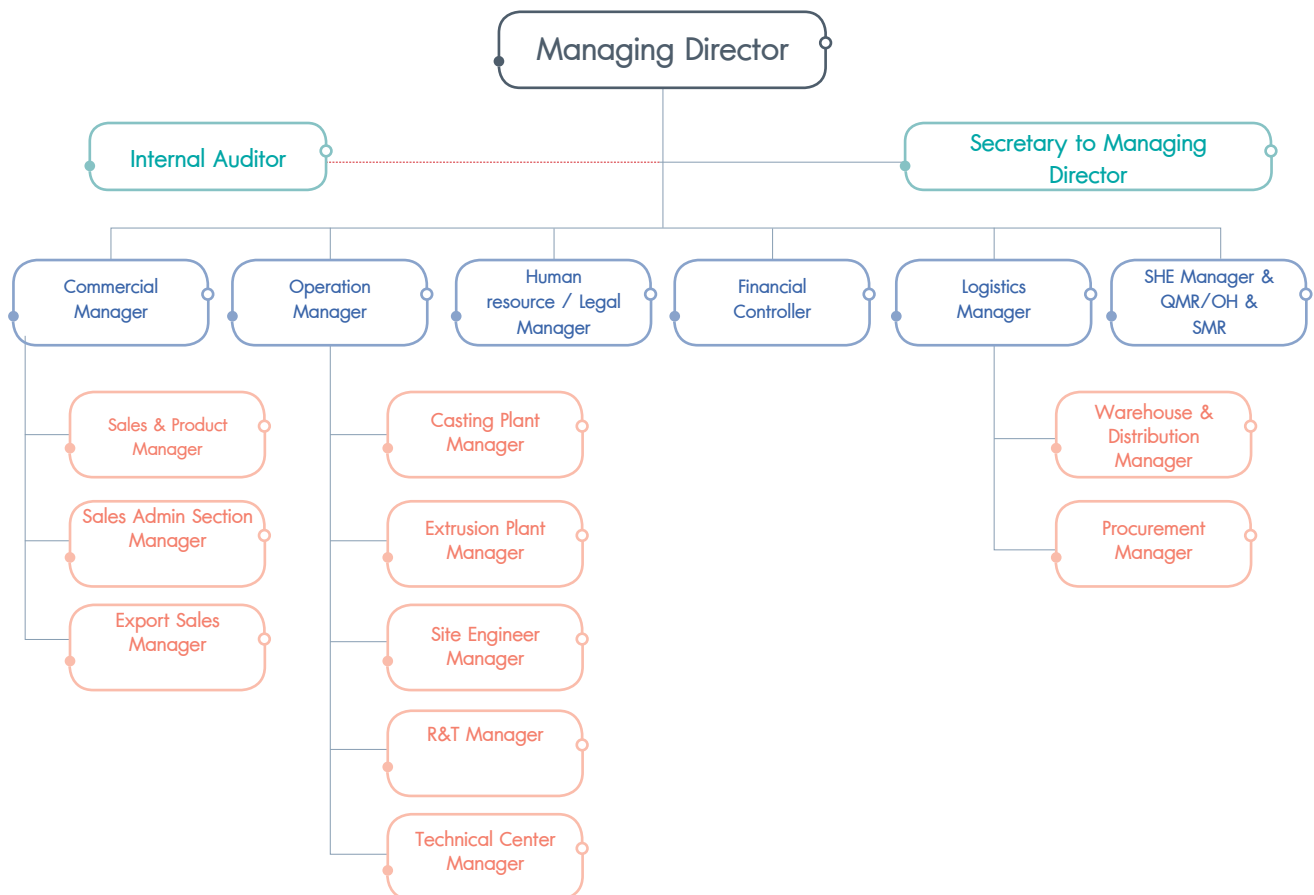 Managing Director
Internal Auditor
Secretary to Managing
Director
Commercial
Manager
Operation
Manager
Human
resource / Legal
Manager
Financial
Controller
Logistics
Manager
SHE Manager &
QMR/OH &
SMR
Sales & Product
Manager
Casting Plant
Manager
Warehouse &
Distribution
Manager
Sales Admin Section
Manager
Extrusion Plant
Manager
Procurement
Manager
Export Sales
Manager
Site Engineer
Manager
R&T Manager
Technical Center
Manager